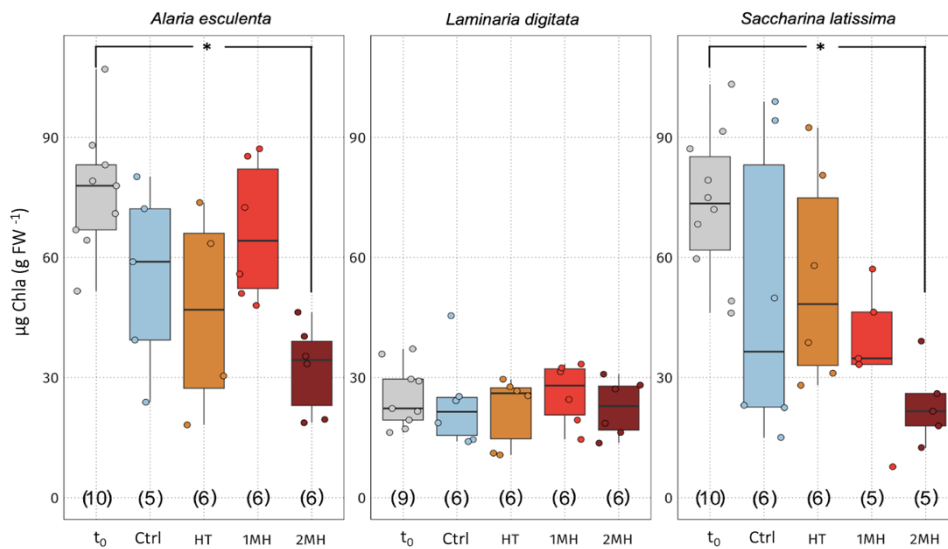 Alaria esculenta Laminaria digitata Saccharina latissima
* *
µg Chla (g FW -1)
90 90 90
60 60 60
30 30 30
0 0 0
(10) (5) (6) (6) (6) (9) (6) (6) (6) (6) (10) (6) (6) (5) (5)
t0 Ctrl HT 1MH 2MH t0 Ctrl HT 1MH 2MH t0 Ctrl HT 1MH 2MH